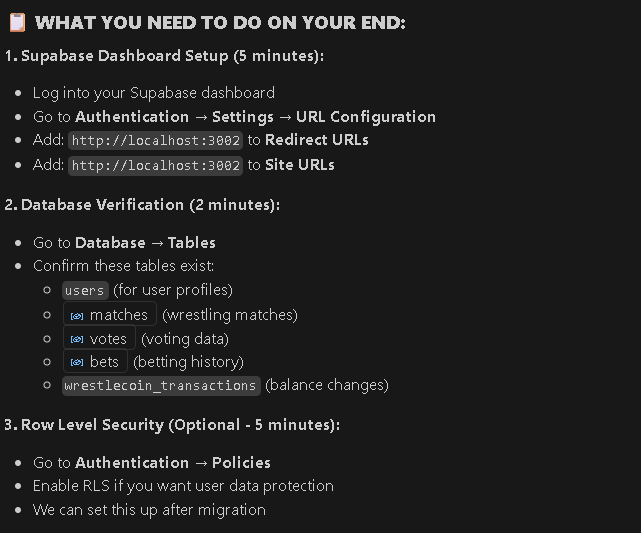 📋 WHAT YOU NEED TO DO ON YOUR END:
1. Supabase Dashboard Setup (5 minutes):
• Log into your Supabase dashboard
• Go to Authentication → Settings → URL Configuration
• Add: http://localhost:3002 to Redirect URLs
• Add: http://localhost:3002 to Site URLs
2. Database Verification (2 minutes):
• Go to Database → Tables
• Confirm these tables exist:
○ users (for user profiles)
○ matches (wrestling matches)
○ votes (voting data)
○ bets (betting history)
○ wrestlecoin_transactions (balance changes)
3. Row Level Security (Optional - 5 minutes):
• Go to Authentication → Policies
• Enable RLS if you want user data protection
• We can set this up after migration